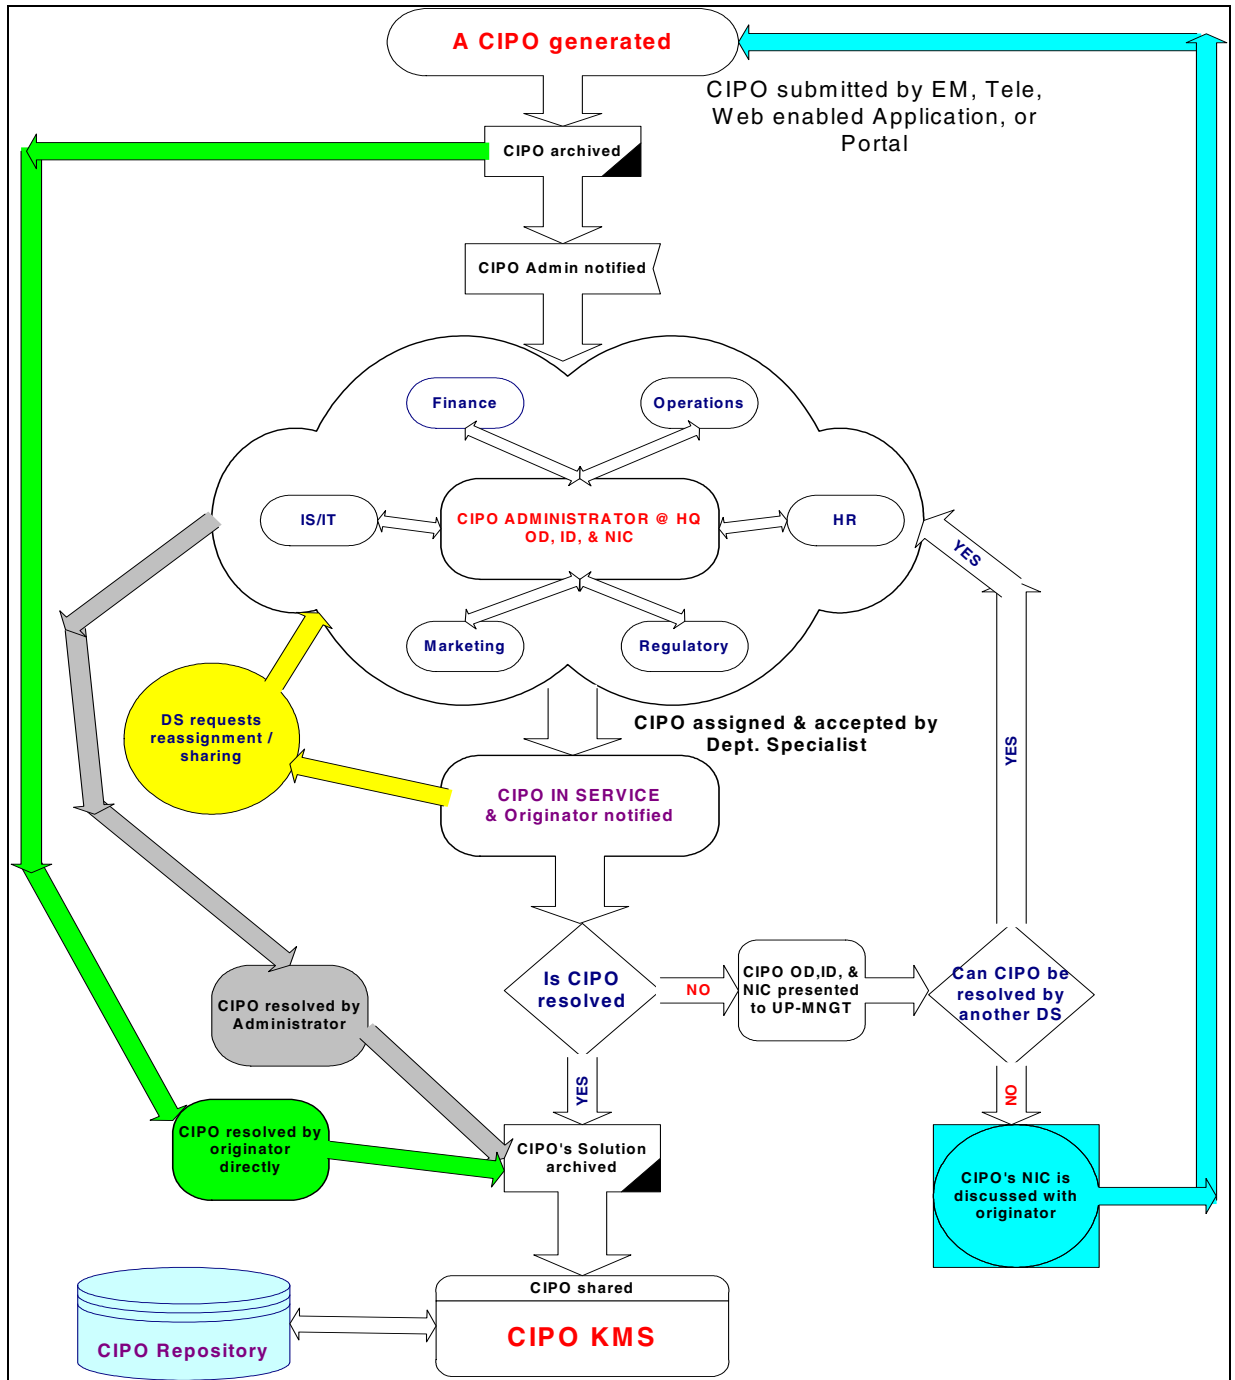 A CIPO generated
CIPO submitted by EM, Tele,
Web enabled Application, or
Portal
CIPO archived
CIPO Admin notified
Finance
Operations
IS/IT
CIPO ADMINISTRATOR @ HQ
OD, ID, & NIC
HR
YES
Marketing
Regulatory
DS requests
reassignment /
sharing
CIPO assigned & accepted by
Dept. Specialist
YES
CIPO IN SERVICE
& Originator notified
Is CIPO
resolved
NO
CIPO OD,ID, &
NIC presented
to UP-MNGT
Can CIPO be
resolved by
another DS
CIPO resolved by
Administrator
YES
NO
CIPO resolved by
originator
directly
CIPO's Solution
archived
CIPO's NIC is
discussed with
originator
CIPO shared
CIPO KMS
CIPO Repository